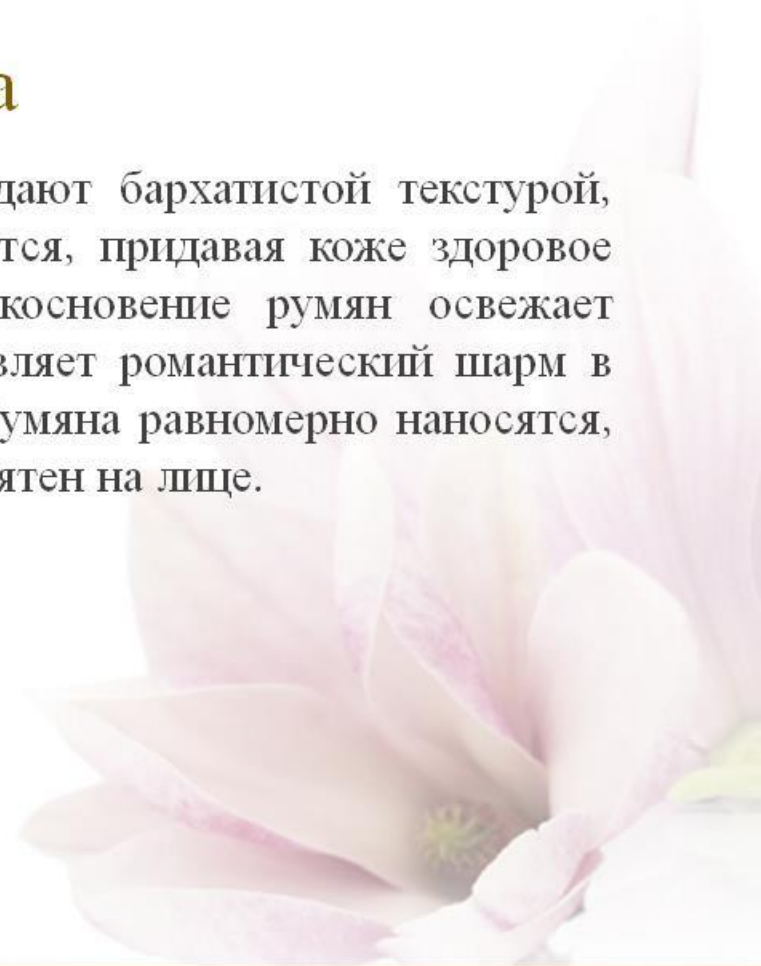 а
дают бархатистой текстурой,
тся, придавая коже здоровое
косновение румян освежает
вляет романтический шарм в
умяна равномерно наносятся,
ятен на лице.